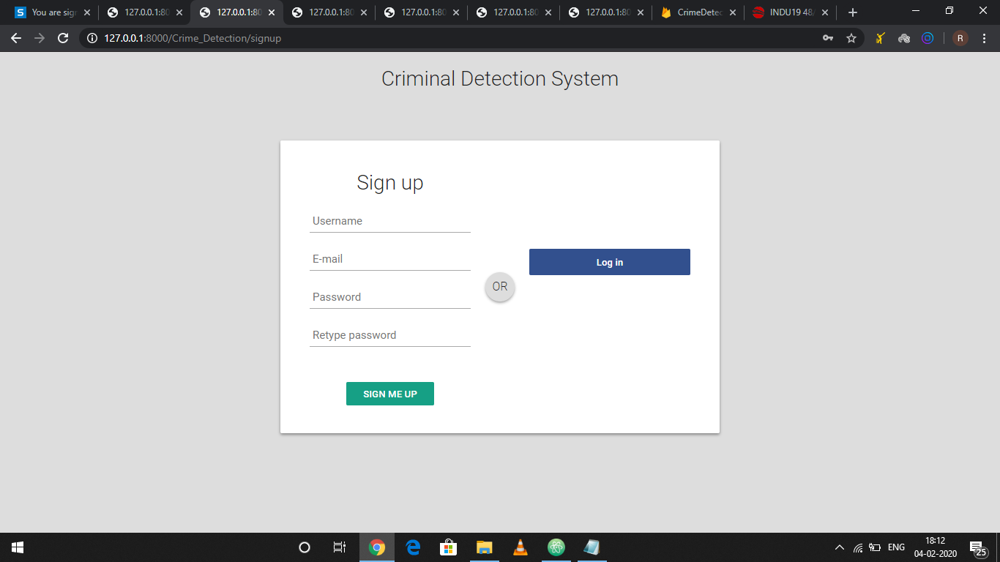 You are sig
127.0.0.1:80
127.0.0.1:80
127.0.0.1:80
127.0.0.1:80
127.0.0.1:80
127.0.0.1:80
CrimeDetec
INDU19 48
127.0.0.1:8000/Crime_Detection/signup
R
Criminal Detection System
Sign up
Username
E-mail
Log in
OR
Password
Retype password
SIGN ME UP
ENG
18:12
04-02-2020
25